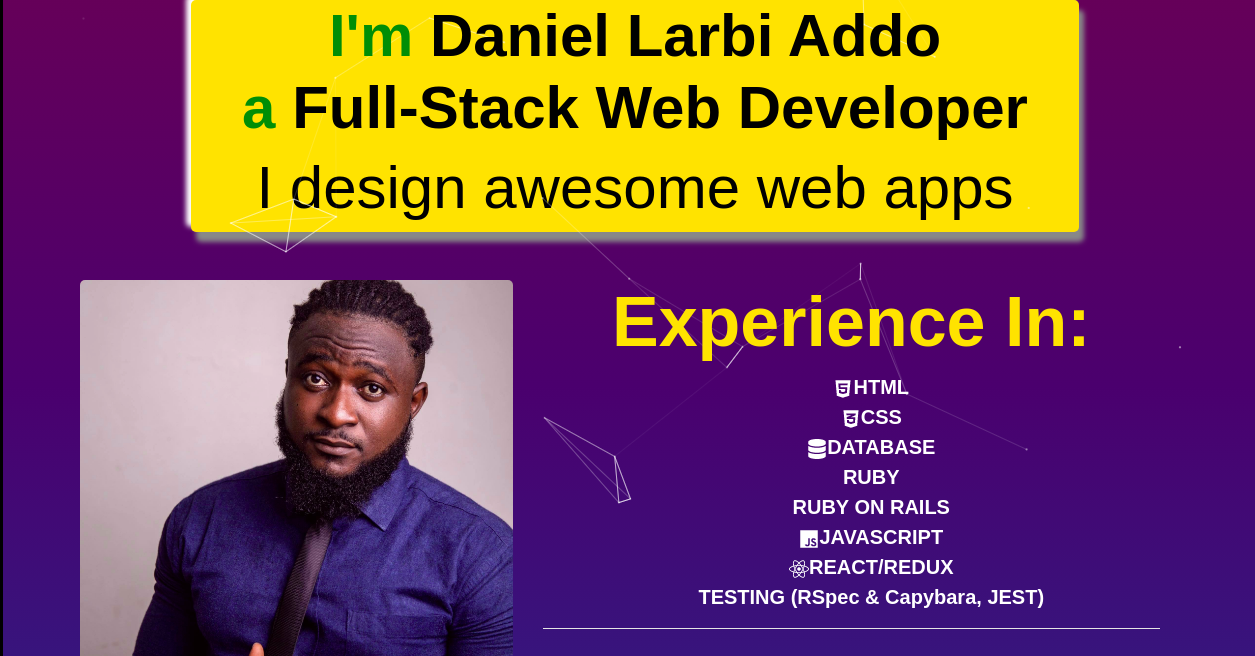 I'm Daniel Larbi Addo
a Full-Stack Web Developer
I design awesome web apps
Experience In:
HTML
CSS
DATABASE
RUBY
RUBY ON RAILS
JS JAVASCRIPT
REACT/REDUX
TESTING (RSpec & Capybara, JEST)